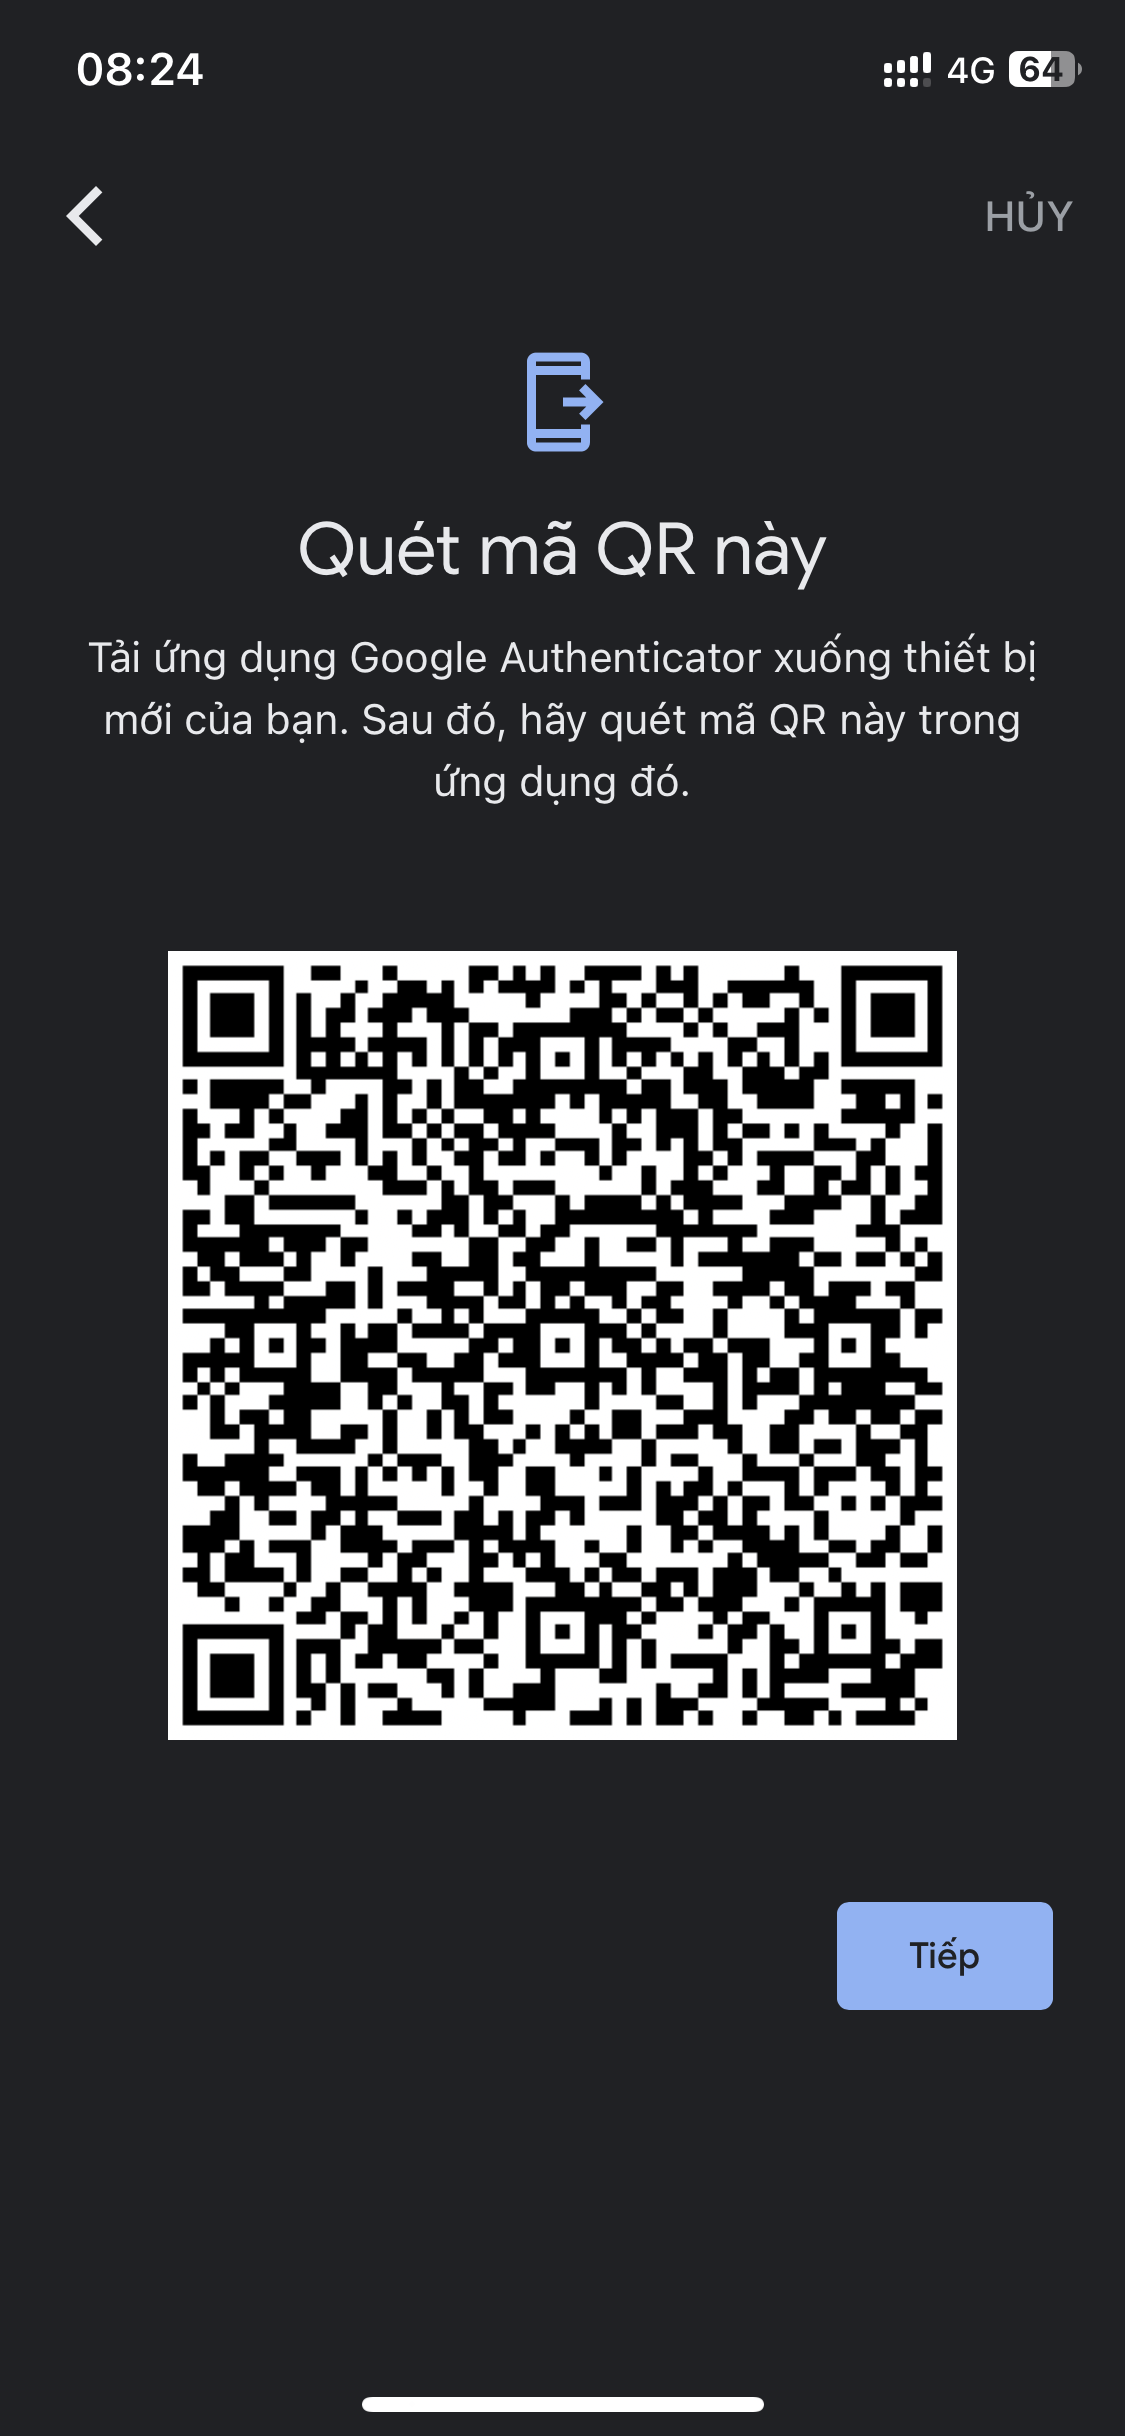 08:24
4G 64
HỦY
Quét mã QR này
Tải ứng dụng Google Authenticator xuống thiết bị
mới của bạn. Sau đó, hãy quét mã QR này trong
ứng dụng đó.
Tiếp